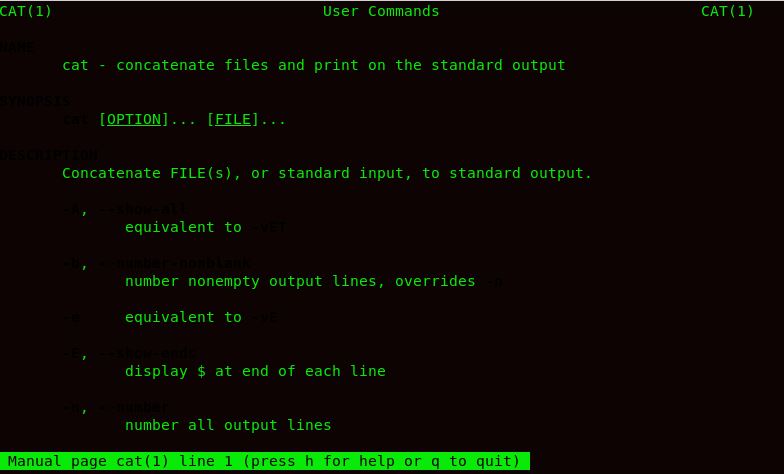 CAT(1) User Commands CAT(1)
NAME
cat - concatenate files and print on the standard output
SYNOPSIS
cat [OPTION]... [FILE]...
DESCRIPTION
Concatenate FILE(s), or standard input, to standard output.
-A, --show-all
equivalent to -vET
-b, --number-nonblank
number nonempty output lines, overrides -n
-e equivalent to -vE
-E, --show-ends
display $ at end of each line
-n, --number
number all output lines
Manual page cat(1) line 1 (press h for help or q to quit)